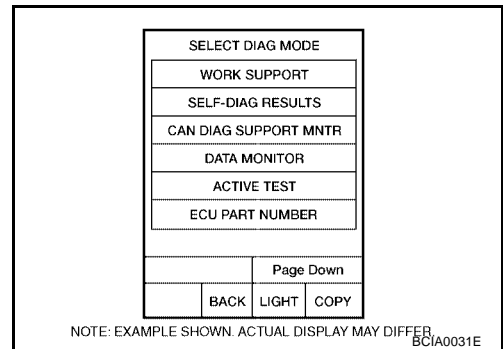 SELECT DIAG MODE
WORK SUPPORT
SELF-DIAG RESULTS
CAN DIAG SUPPORT MNTR
DATA MONITOR
ACTIVE TEST
ECU PART NUMBER
Page Down
BACK LIGHT COPY
NOTE: EXAMPLE SHOWN. ACTUAL DISPLAY MAY DIFFER.
BCIA0031E